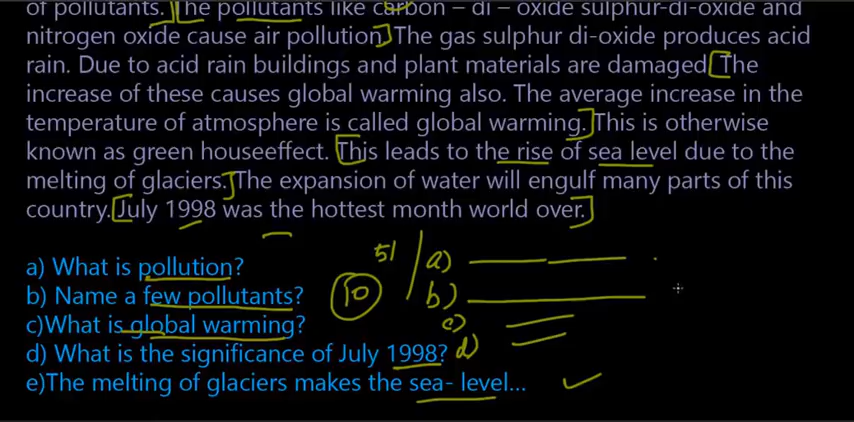 of pollutants. The pollutants like carbon – di – oxide sulphur-di-oxide and
nitrogen oxide cause air pollution. The gas sulphur di-oxide produces acid
rain. Due to acid rain buildings and plant materials are damaged. The
increase of these causes global warming also. The average increase in the
temperature of atmosphere is called global warming. This is otherwise
known as green houseeffect. This leads to the rise of sea level due to the
melting of glaciers. The expansion of water will engulf many parts of this
country. July 1998 was the hottest month world over.
a) What is pollution?
b) Name a few pollutants?
c)What is global warming?
d) What is the significance of July 1998?
e)The melting of glaciers makes the sea- level...
51
10
a)
b)
c)
d)